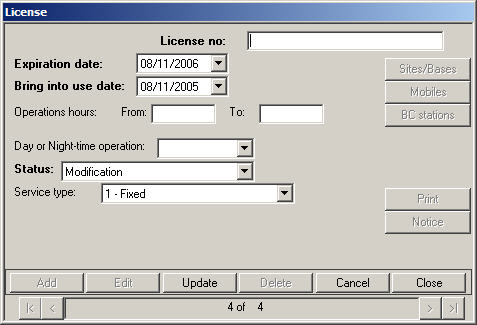 License
License no:
Expiration date: 08/11/2006
Sites/Bases
Bring into use date: 08/11/2005
Mobiles
Operations hours: From: To:
BC stations
Day or Night-time operation:
Status: Modification
Service type: 1 - Fixed
Print
Notice
Add Edit Update Delete Cancel Close
4 of 4